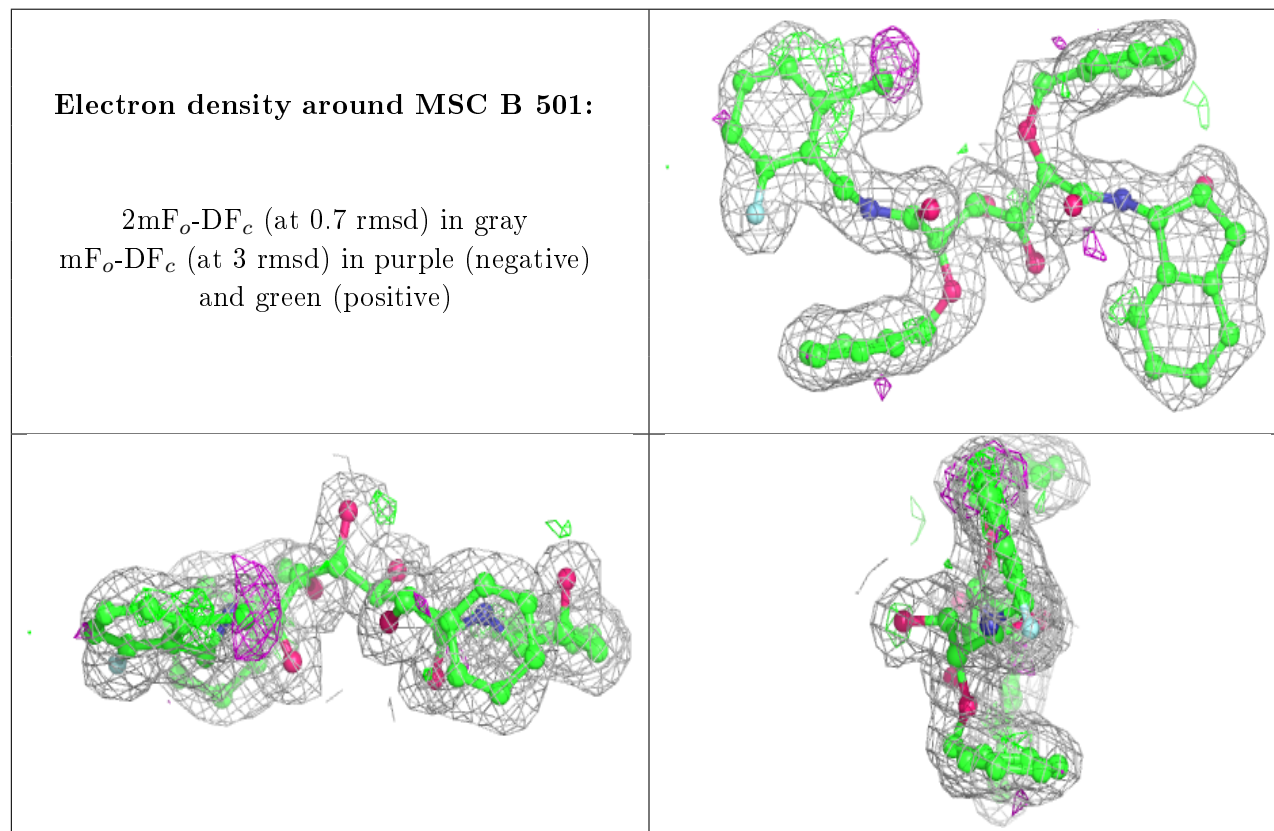 Electron density around MSC B 501:
2mFₒ-DF𝒸 (at 0.7 rmsd) in gray
mFₒ-DF𝒸 (at 3 rmsd) in purple (negative)
and green (positive)